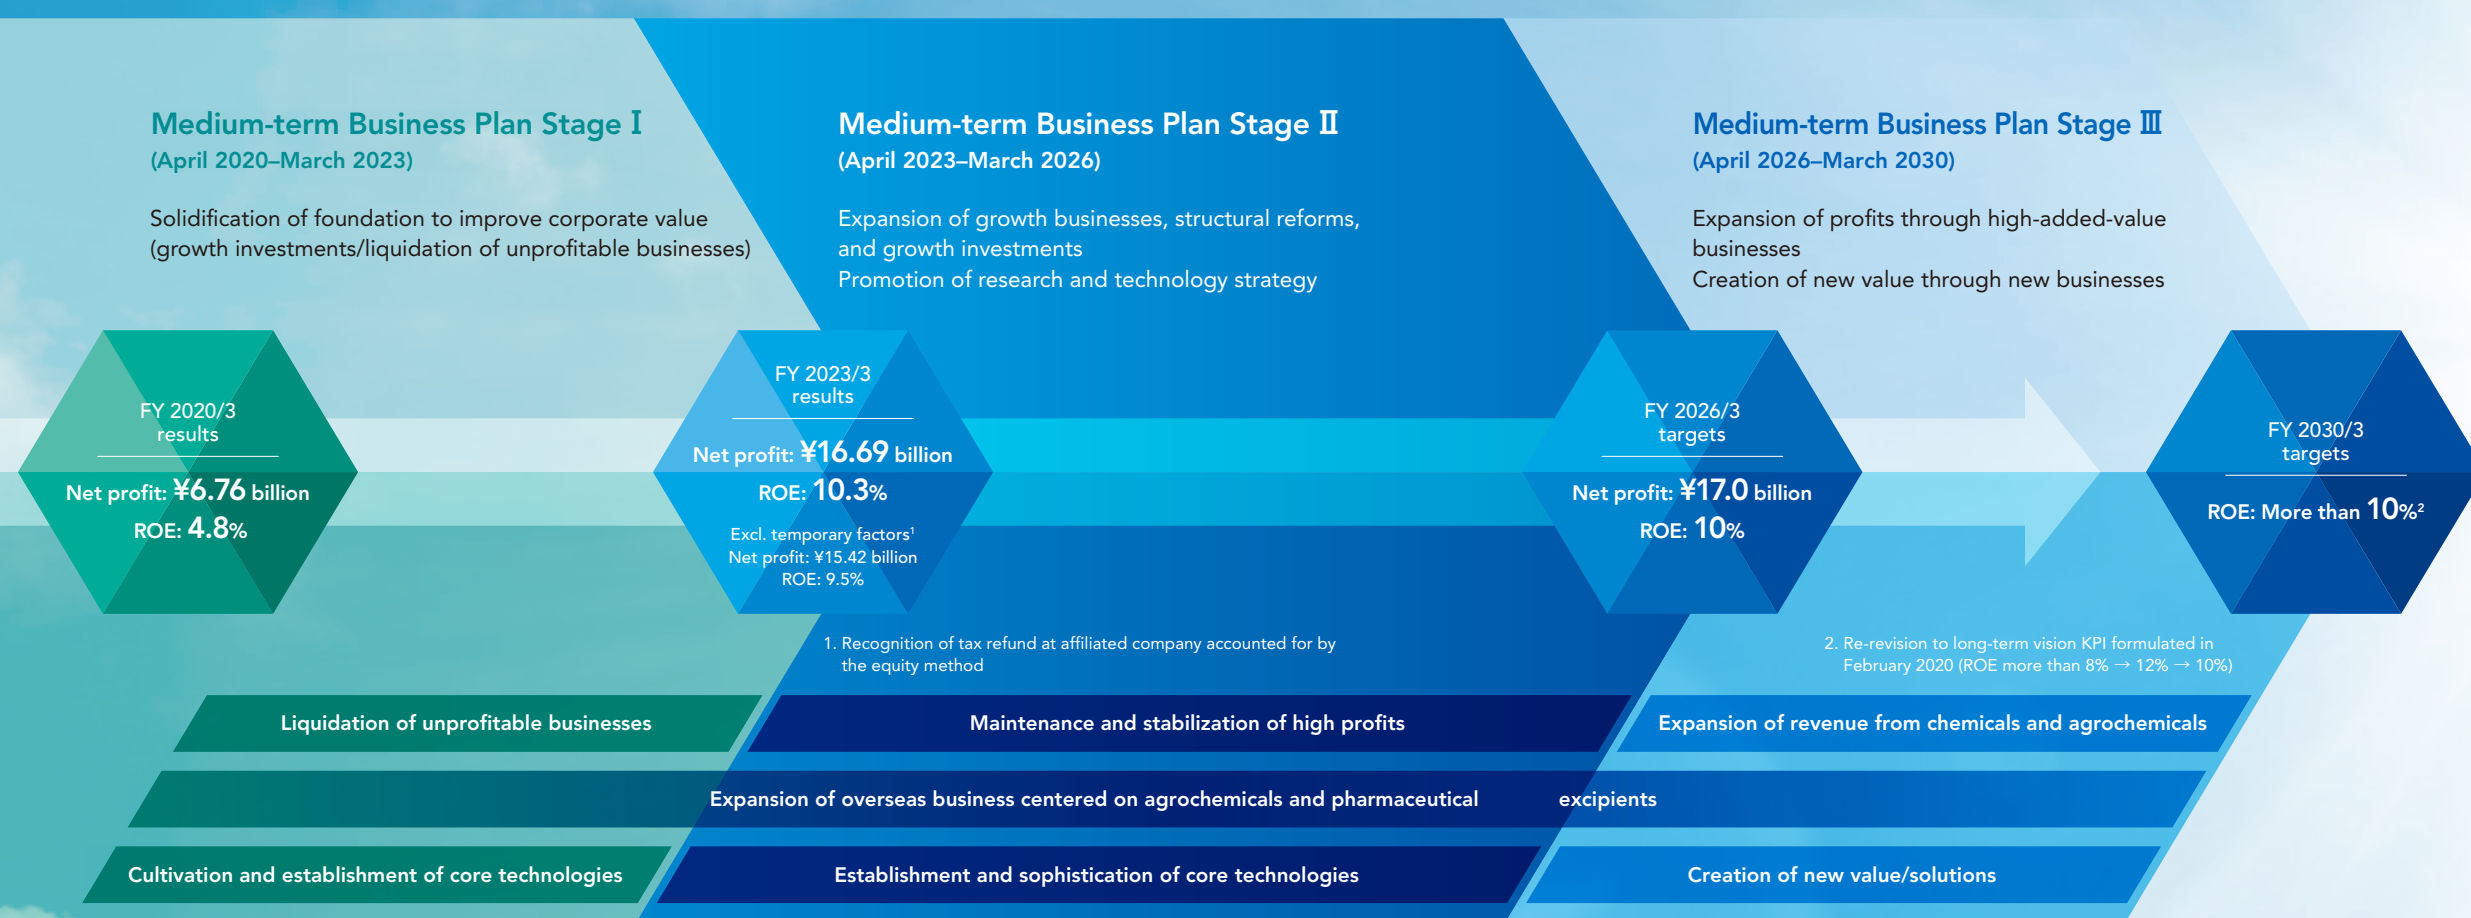 Medium-term Business Plan Stage Ⅰ
(April 2020–March 2023)
Solidification of foundation to improve corporate value
(growth investments/liquidation of unprofitable businesses)
Medium-term Business Plan Stage Ⅱ
(April 2023–March 2026)
Expansion of growth businesses, structural reforms,
and growth investments
Promotion of research and technology strategy
Medium-term Business Plan Stage Ⅲ
(April 2026–March 2030)
Expansion of profits through high-added-value
businesses
Creation of new value through new businesses
FY 2020/3
results
Net profit: ¥6.76 billion
ROE: 4.8%
FY 2023/3
results
Net profit: ¥16.69 billion
ROE: 10.3%
Excl. temporary factors¹
Net profit: ¥15.42 billion
ROE: 9.5%
FY 2026/3
targets
Net profit: ¥17.0 billion
ROE: 10%
FY 2030/3
targets
ROE: More than 10%²
1. Recognition of tax refund at affiliated company accounted for by
the equity method
2. Re-revision to long-term vision KPI formulated in
February 2020 (ROE more than 8% → 12% → 10%)
Liquidation of unprofitable businesses
Maintenance and stabilization of high profits
Expansion of revenue from chemicals and agrochemicals
Expansion of overseas business centered on agrochemicals and pharmaceutical excipients
Cultivation and establishment of core technologies
Establishment and sophistication of core technologies
Creation of new value/solutions